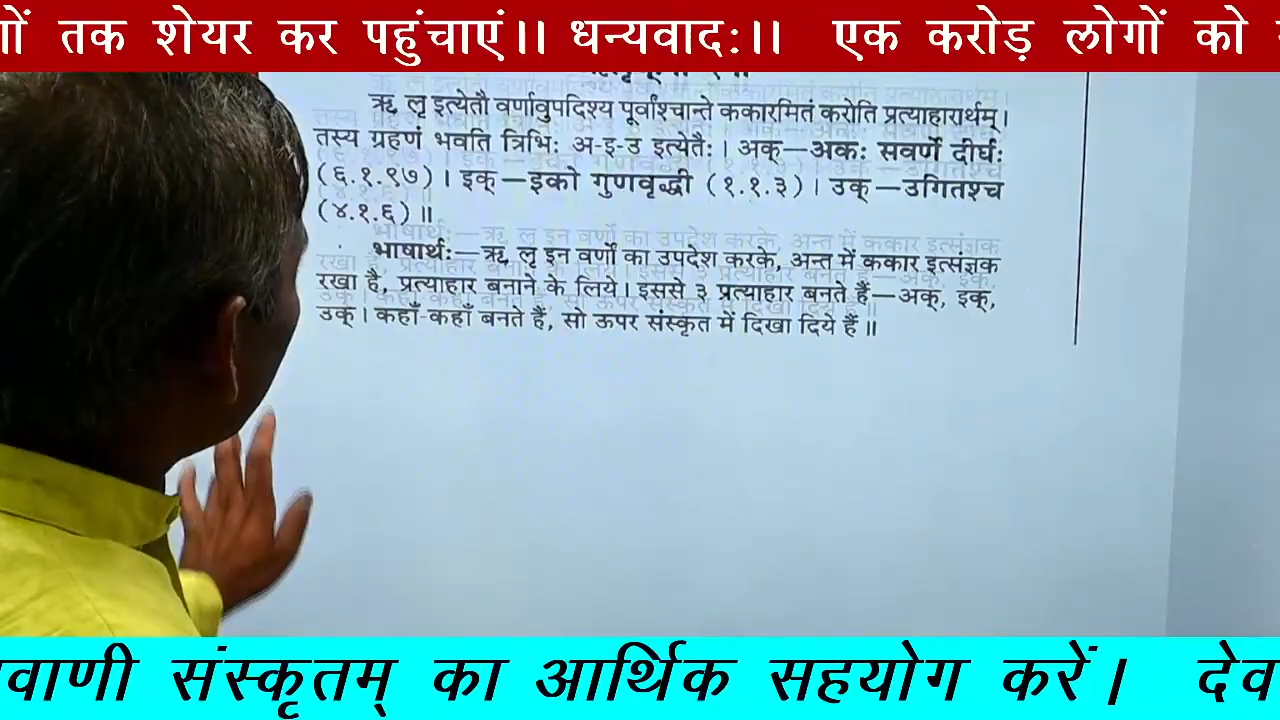 तक शेयर कर पहुंचाएं।। धन्यवादः।। एक करोड़ लोगों को
ऋ लृ इत्येतौ वर्णावुपदिश्य पूर्वांश्चान्ते ककारमितं करोति प्रत्याहारार्थम्।
तस्य ग्रहणं भवति त्रिभिः अ-इ-उ इत्येतैः। अक्—अकः सवर्णे दीर्घः
(६.१.९७)। इक्—इको गुणवृद्धी (१.१.३)। उक्—उगितश्च
(४.१.६)॥
भाषार्थः—ऋ लृ इन वर्णों का उपदेश करके, अन्त में ककार इत्संज्ञक
रखा है, प्रत्याहार बनाने के लिये। इससे ३ प्रत्याहार बनते हैं—अक्, इक्,
उक्। कहाँ-कहाँ बनते हैं, सो ऊपर संस्कृत में दिखा दिये हैं॥
वाणी संस्कृतम् का आर्थिक सहयोग करें। देव